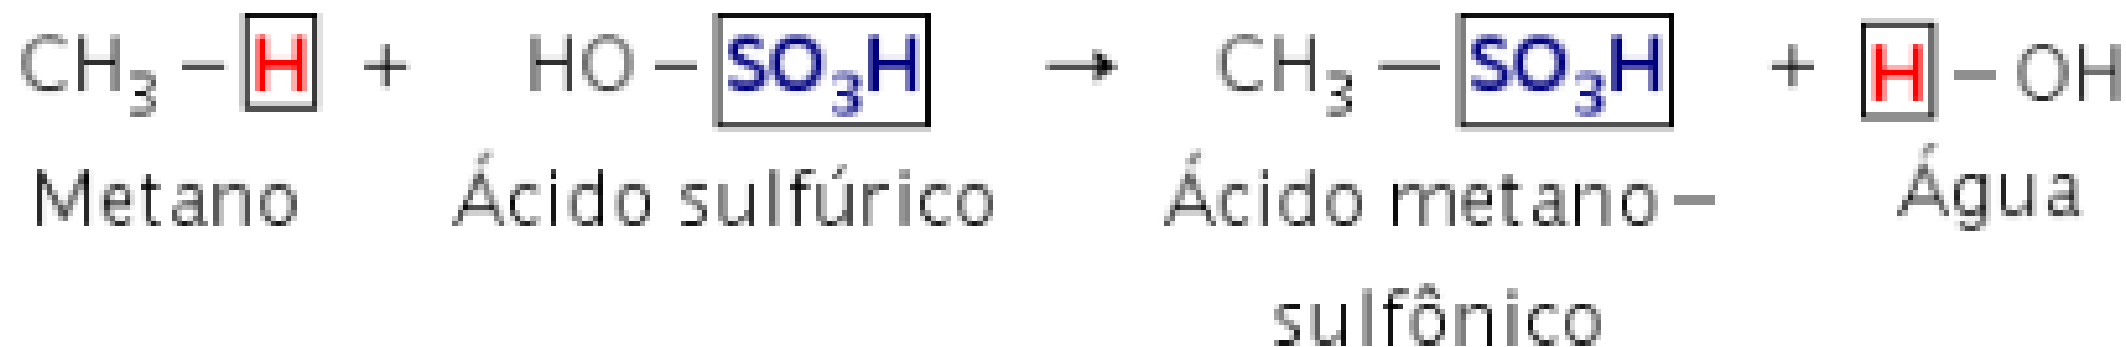 CH₃ – H + HO – SO₃H → CH₃ – SO₃H + H – OH
Metano Ácido sulfúrico Ácido metano – Água
sulfônico